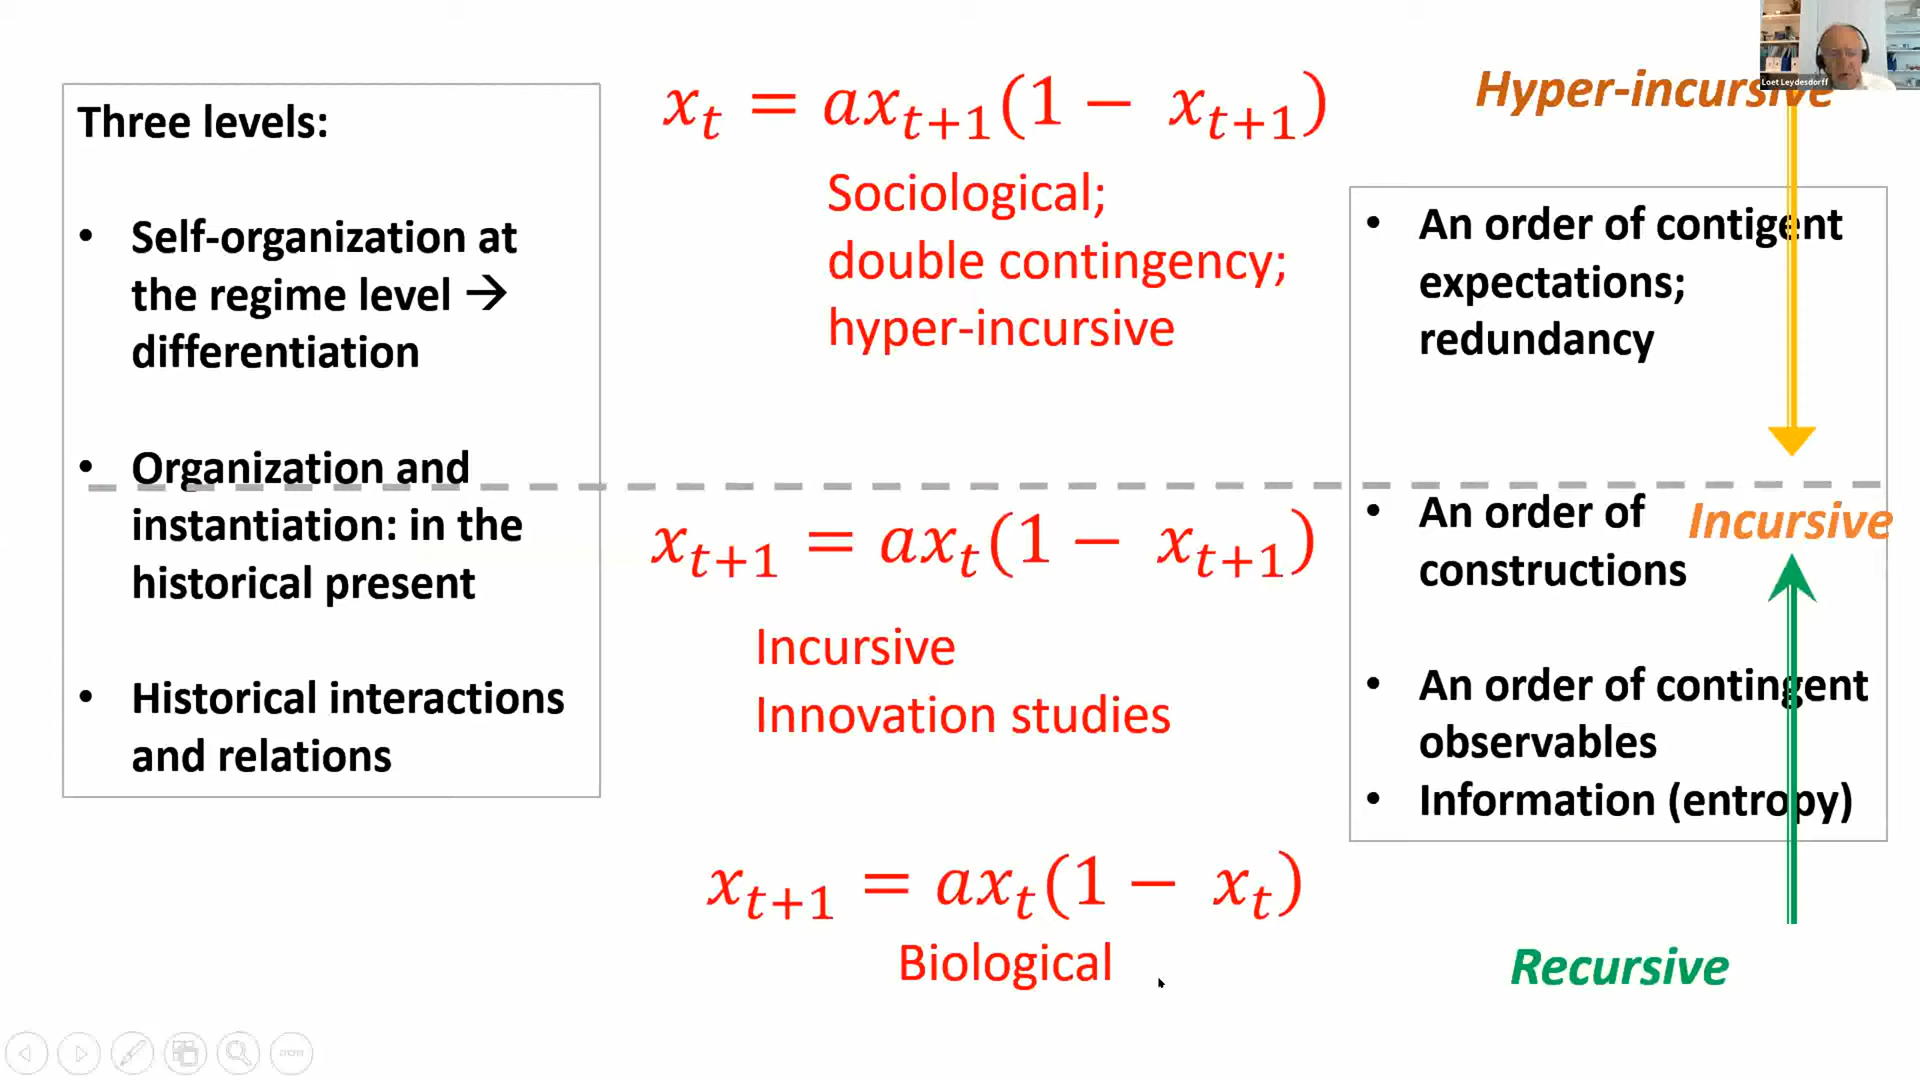 Three levels:
• Self-organization at
the regime level →
differentiation
• Organization and
instantiation: in the
historical present
• Historical interactions
and relations
x_t = ax_{t+1}(1 − x_{t+1})
Sociological;
double contingency;
hyper-incursive
x_{t+1} = ax_t(1 − x_{t+1})
Incursive
Innovation studies
x_{t+1} = ax_t(1 − x_t)
Biological
Loet Leydesdorff
Hyper-incursive
• An order of contigent
expectations;
redundancy
• An order of
constructions
Incursive
• An order of contingent
observables
• Information (entropy)
Recursive